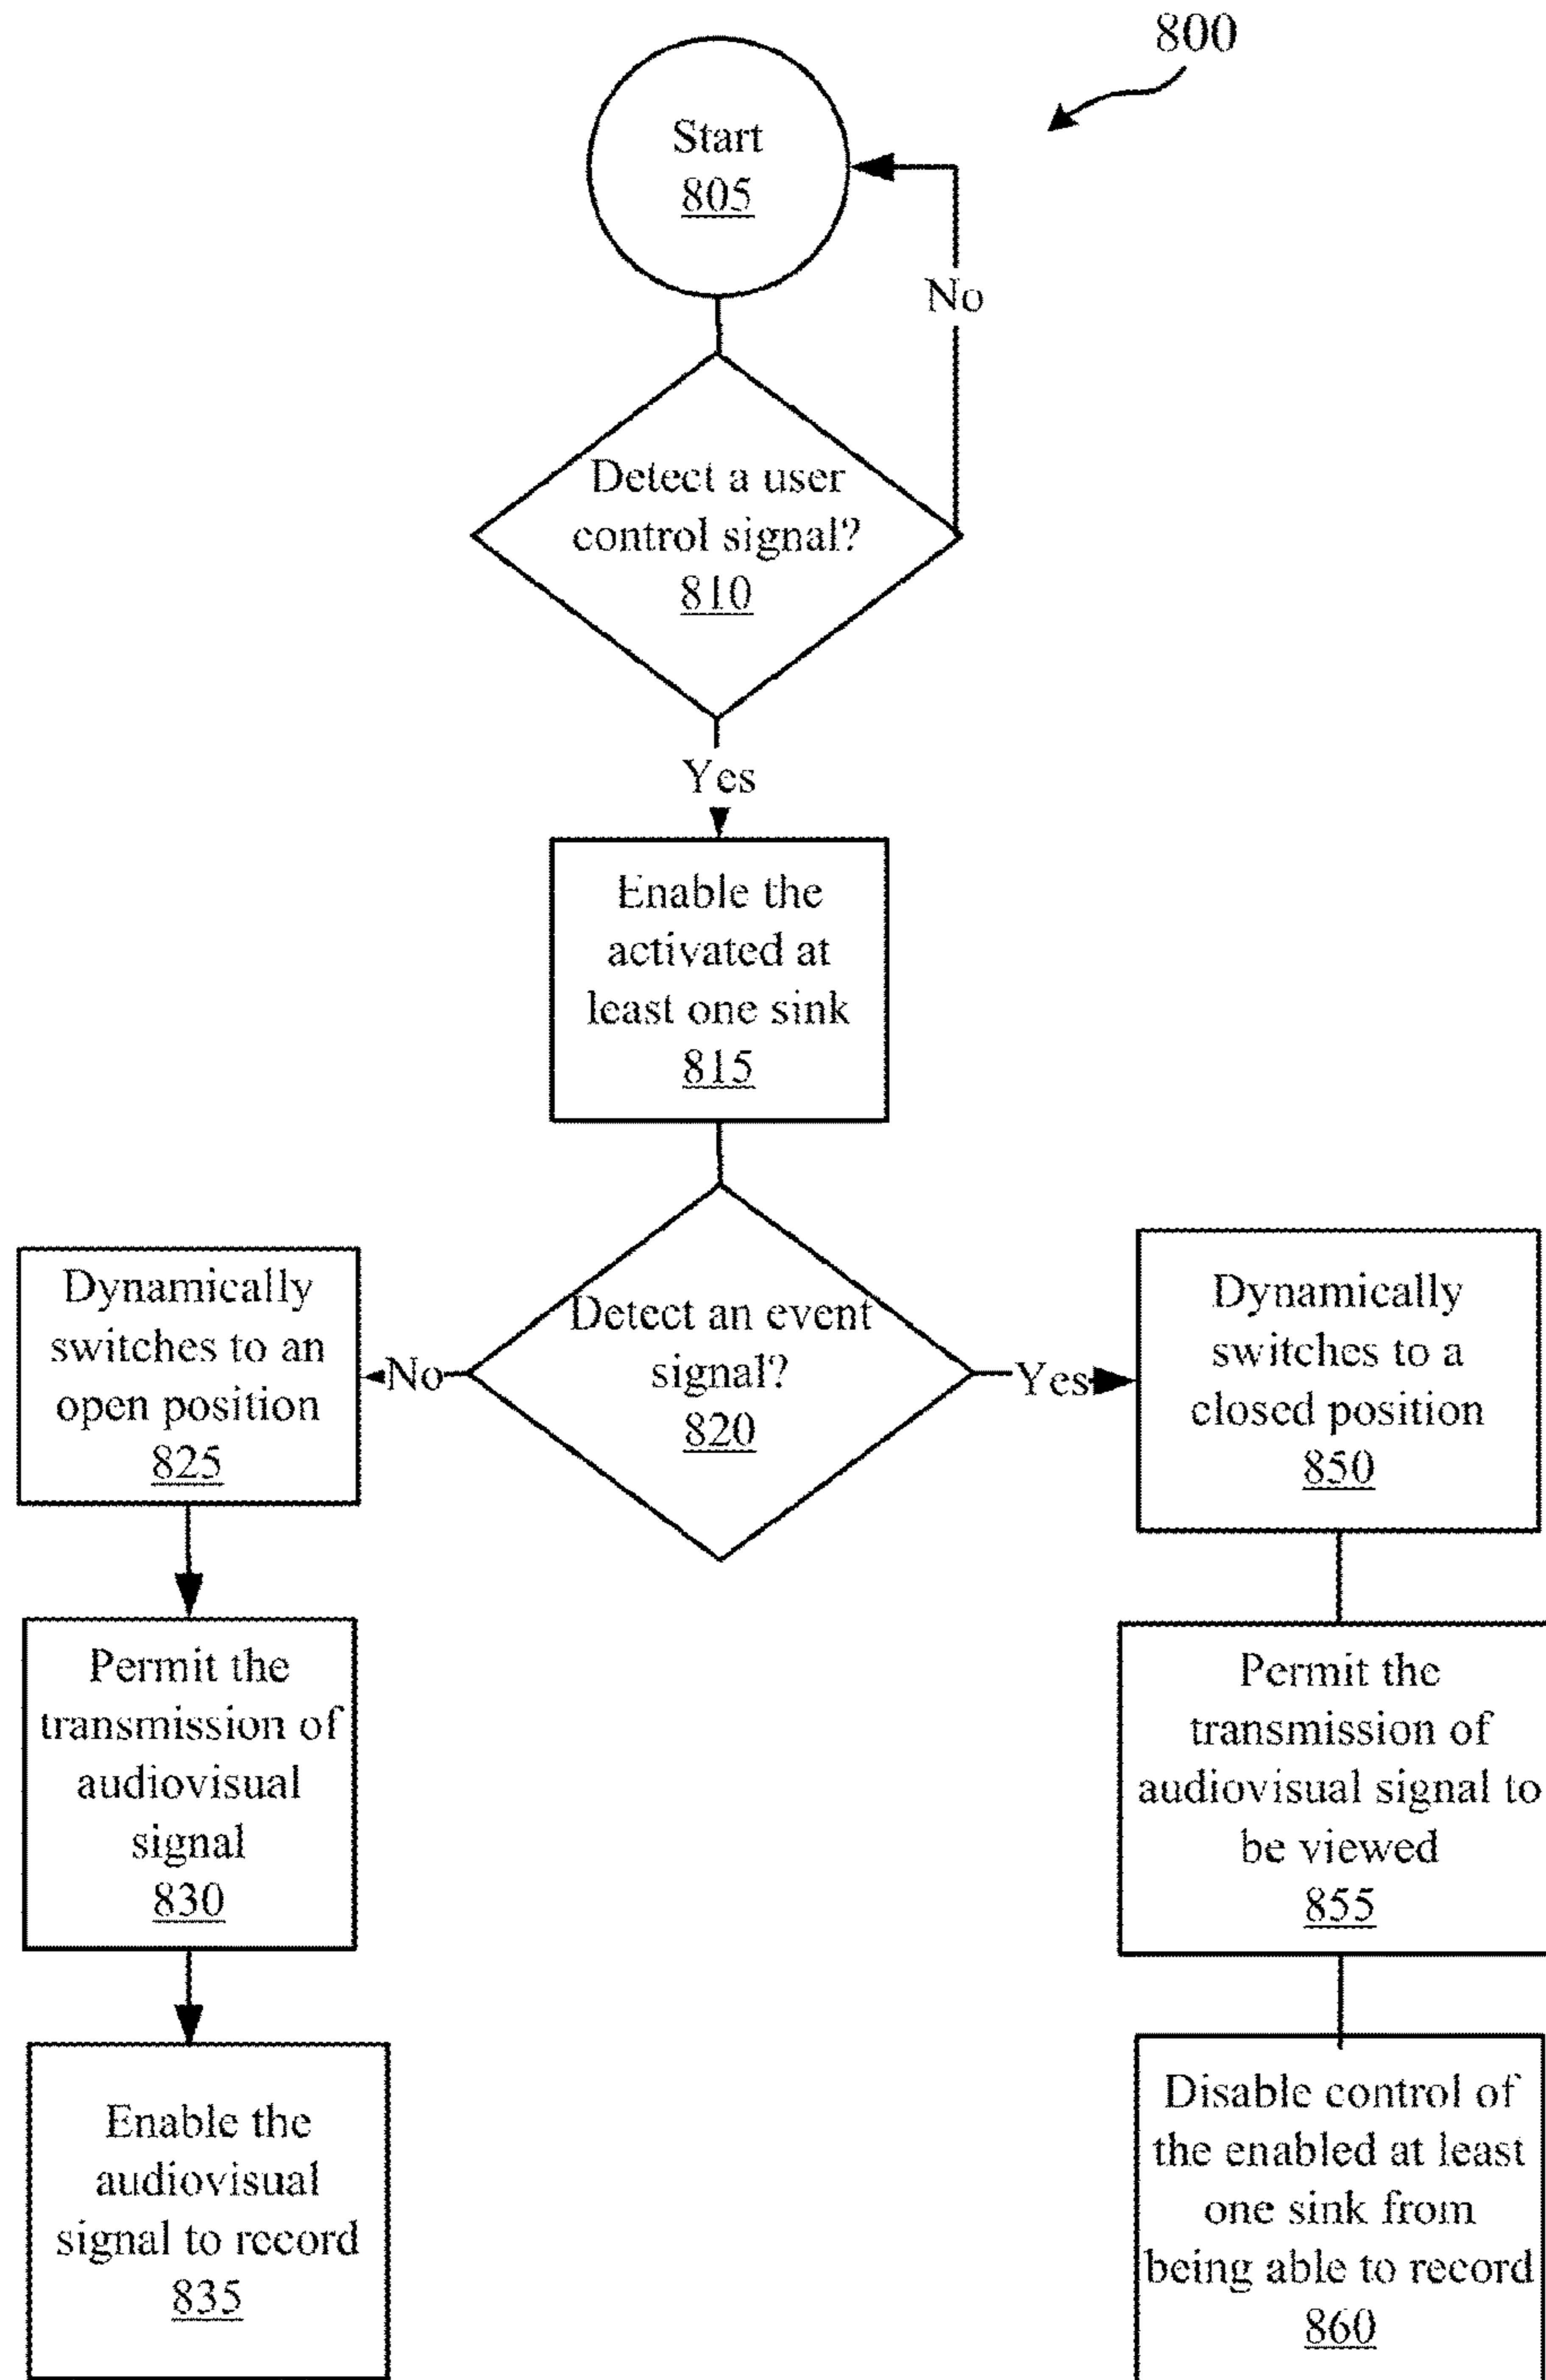 800
Start
805
No
Detect a user
control signal?
810
Yes
Enable the
activated at
least one sink
815
Detect an event
signal?
820
No
Yes
Dynamically
switches to an
open position
825
Permit the
transmission of
audiovisual
signal
830
Enable the
audiovisual
signal to record
835
Dynamically
switches to a
closed position
850
Permit the
transmission of
audiovisual signal to
be viewed
855
Disable control of
the enabled at least
one sink from
being able to record
860